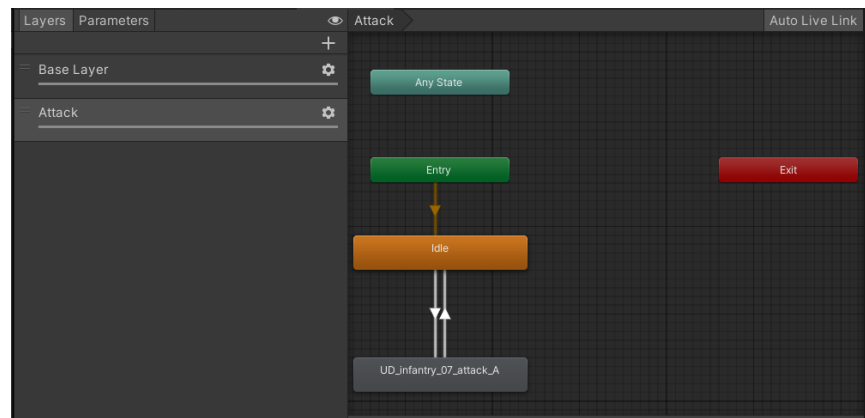 Layers Parameters
Attack
Auto Live Link
Base Layer
Attack
Any State
Entry
Exit
Idle
UD_infantry_07_attack_A